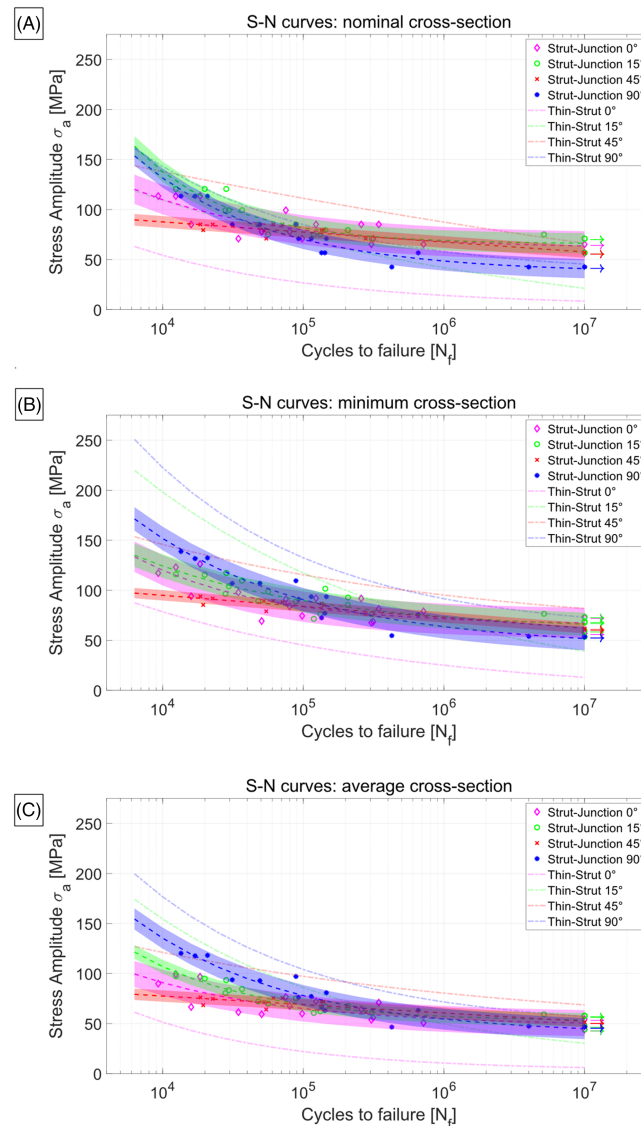 (A)
S-N curves: nominal cross-section
250
200
150
100
50
0
Stress Amplitude σa [MPa]
Strut-Junction 0°
Strut-Junction 15°
Strut-Junction 45°
Strut-Junction 90°
Thin-Strut 0°
Thin-Strut 15°
Thin-Strut 45°
Thin-Strut 90°
10^4 10^5 10^6 10^7
Cycles to failure [Nf]
(B)
S-N curves: minimum cross-section
250
200
150
100
50
0
Stress Amplitude σa [MPa]
Strut-Junction 0°
Strut-Junction 15°
Strut-Junction 45°
Strut-Junction 90°
Thin-Strut 0°
Thin-Strut 15°
Thin-Strut 45°
Thin-Strut 90°
10^4 10^5 10^6 10^7
Cycles to failure [Nf]
(C)
S-N curves: average cross-section
250
200
150
100
50
0
Stress Amplitude σa [MPa]
Strut-Junction 0°
Strut-Junction 15°
Strut-Junction 45°
Strut-Junction 90°
Thin-Strut 0°
Thin-Strut 15°
Thin-Strut 45°
Thin-Strut 90°
10^4 10^5 10^6 10^7
Cycles to failure [Nf]